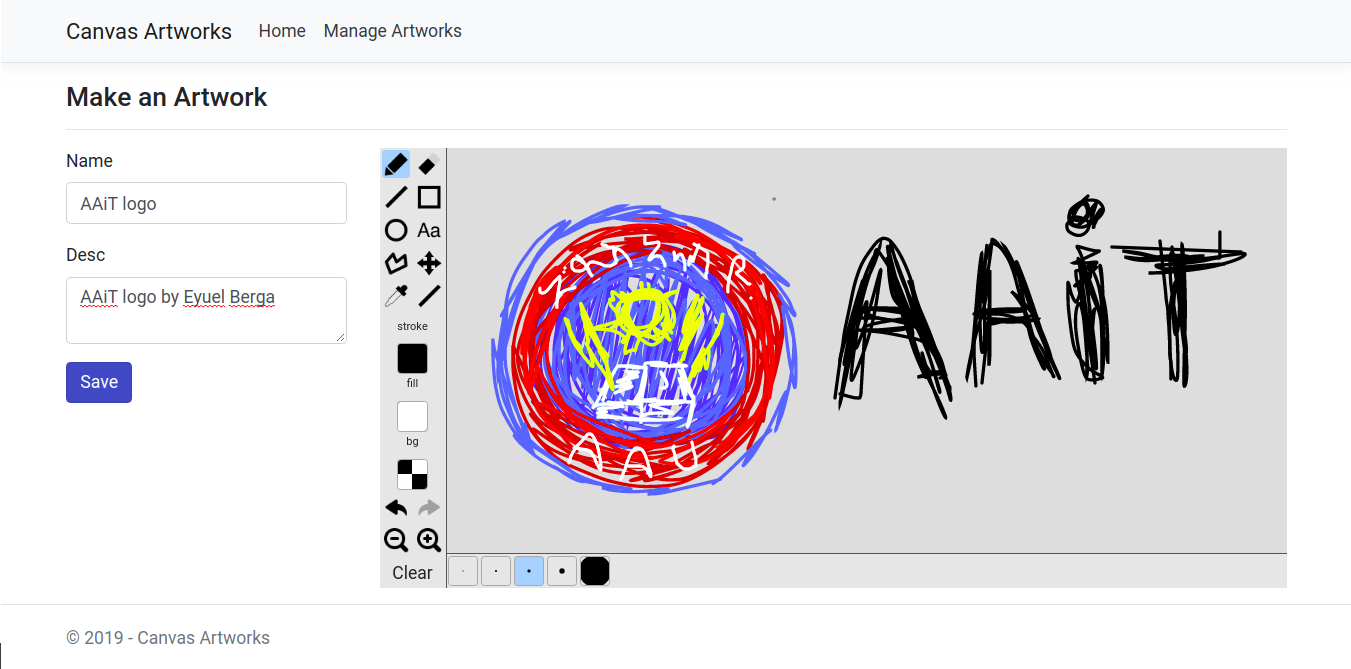 Canvas Artworks Home Manage Artworks
Make an Artwork
Name
AAiT logo
Desc
AAiT logo by Eyuel Berga
Save
Aa
stroke
fill
bg
Clear
AAU
AAiT
© 2019 - Canvas Artworks